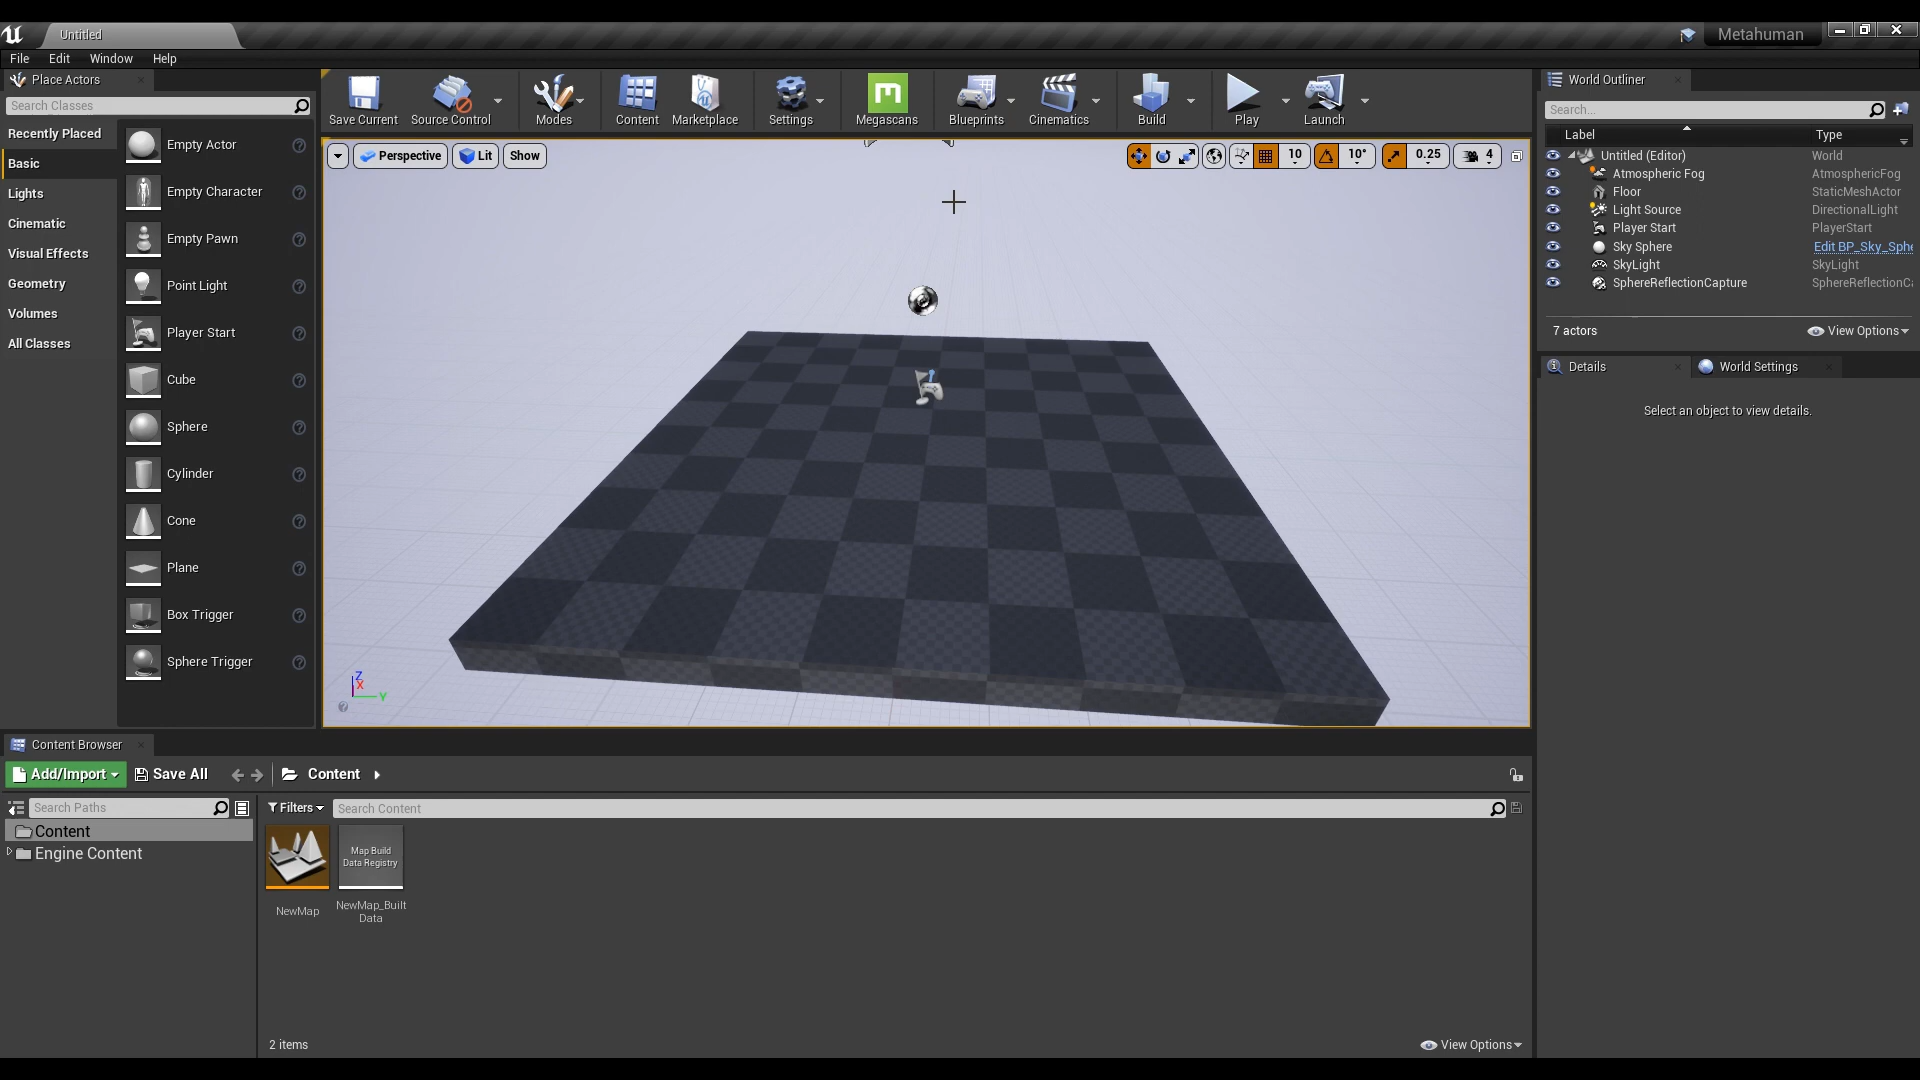 Untitled
Metahuman
File Edit Window Help
Place Actors
Search Classes
Recently Placed
Basic
Lights
Cinematic
Visual Effects
Geometry
Volumes
All Classes
Empty Actor
Empty Character
Empty Pawn
Point Light
Player Start
Cube
Sphere
Cylinder
Cone
Plane
Box Trigger
Sphere Trigger
Save Current Source Control Modes Content Marketplace Settings Megascans Blueprints Cinematics Build Play Launch
Perspective Lit Show 10 10° 0.25 4
Z
X
Y
World Outliner
Search...
Label Type
Untitled (Editor) World
Atmospheric Fog AtmosphericFog
Floor StaticMeshActor
Light Source DirectionalLight
Player Start PlayerStart
Sky Sphere Edit BP_Sky_Sphe
SkyLight SkyLight
SphereReflectionCapture SphereReflectionCa
7 actors View Options
Details World Settings
Select an object to view details.
Content Browser
Add/Import Save All Content
Search Paths
Content
Engine Content
Filters Search Content
Map Build
Data Registry
NewMap
NewMap_Built
Data
2 items View Options